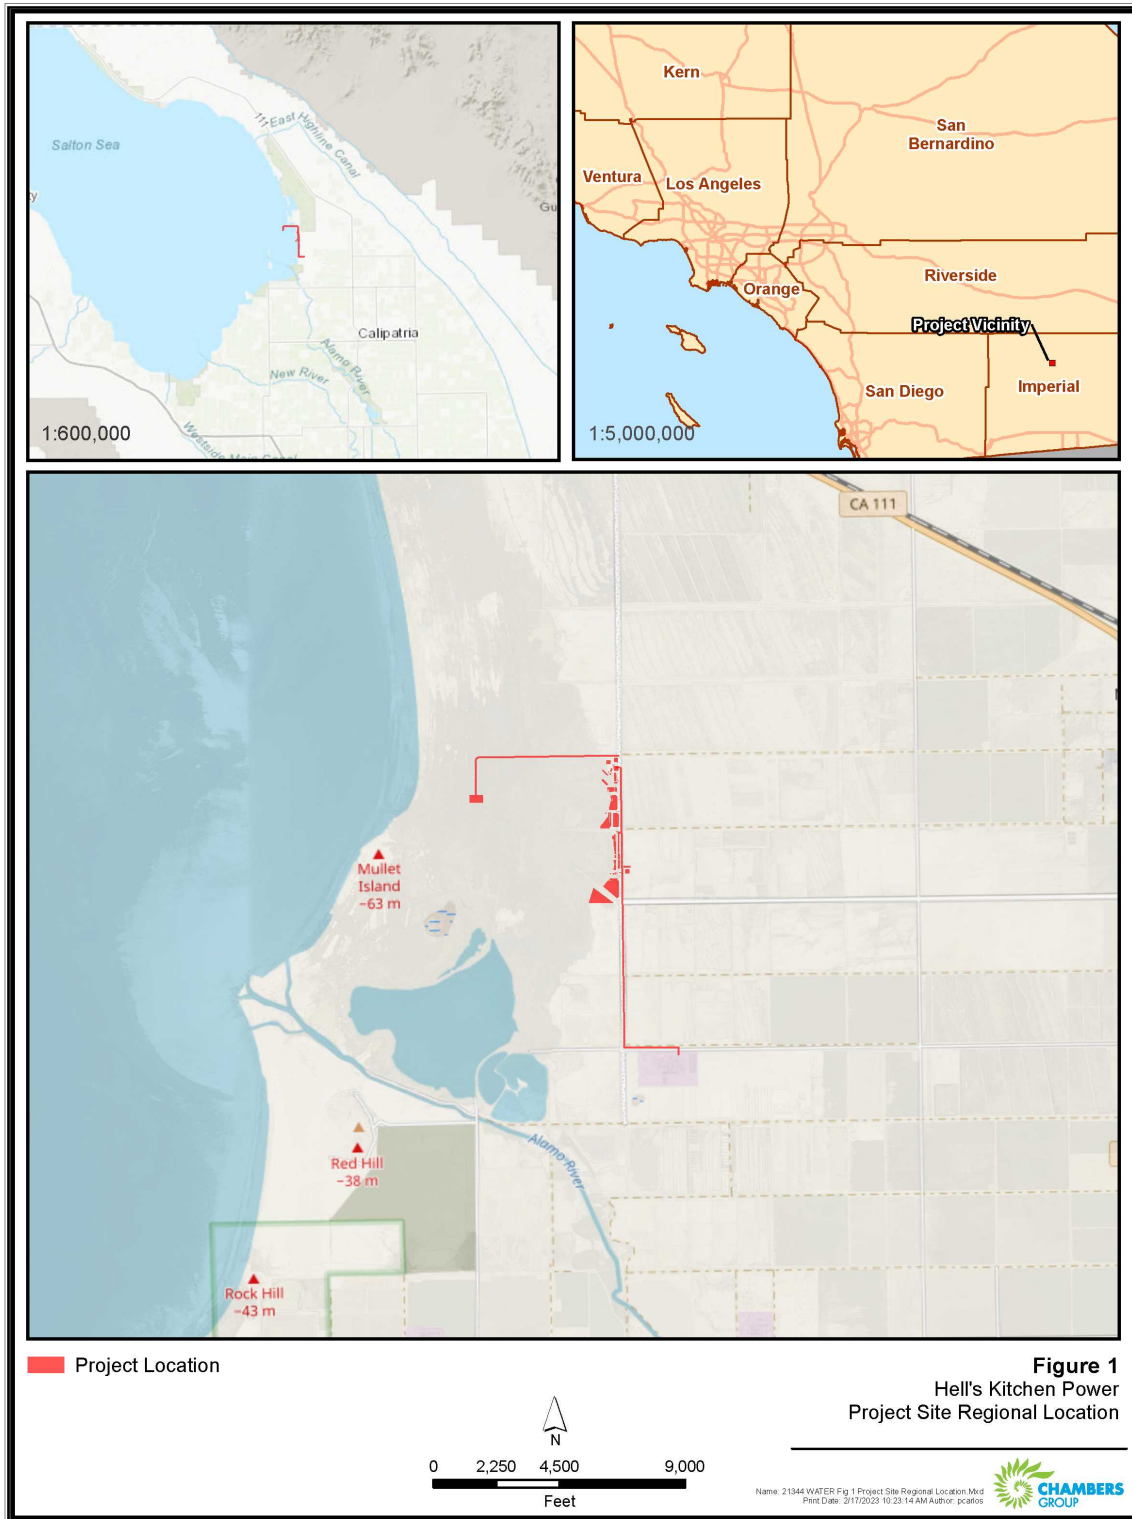 Salton Sea
111
East Highline Canal
Gu
ty
Calipatria
Alamo River
New River
Westside Main Canal
1:600,000
Kern
San
Bernardino
Ventura
Los Angeles
Riverside
Orange
Project Vicinity
San Diego
Imperial
1:5,000,000
CA 111
Mullet
Island
−63 m
Alamo River
Red Hill
−38 m
Rock Hill
−43 m
Project Location
Figure 1
Hell's Kitchen Power
Project Site Regional Location
N
0 2,250 4,500 9,000
Feet
Name: 21344 WATER Fig 1 Project Site Regional Location.Mxd
Print Date: 2/17/2023 10:23:14 AM Author: pcarlos
CHAMBERS
GROUP